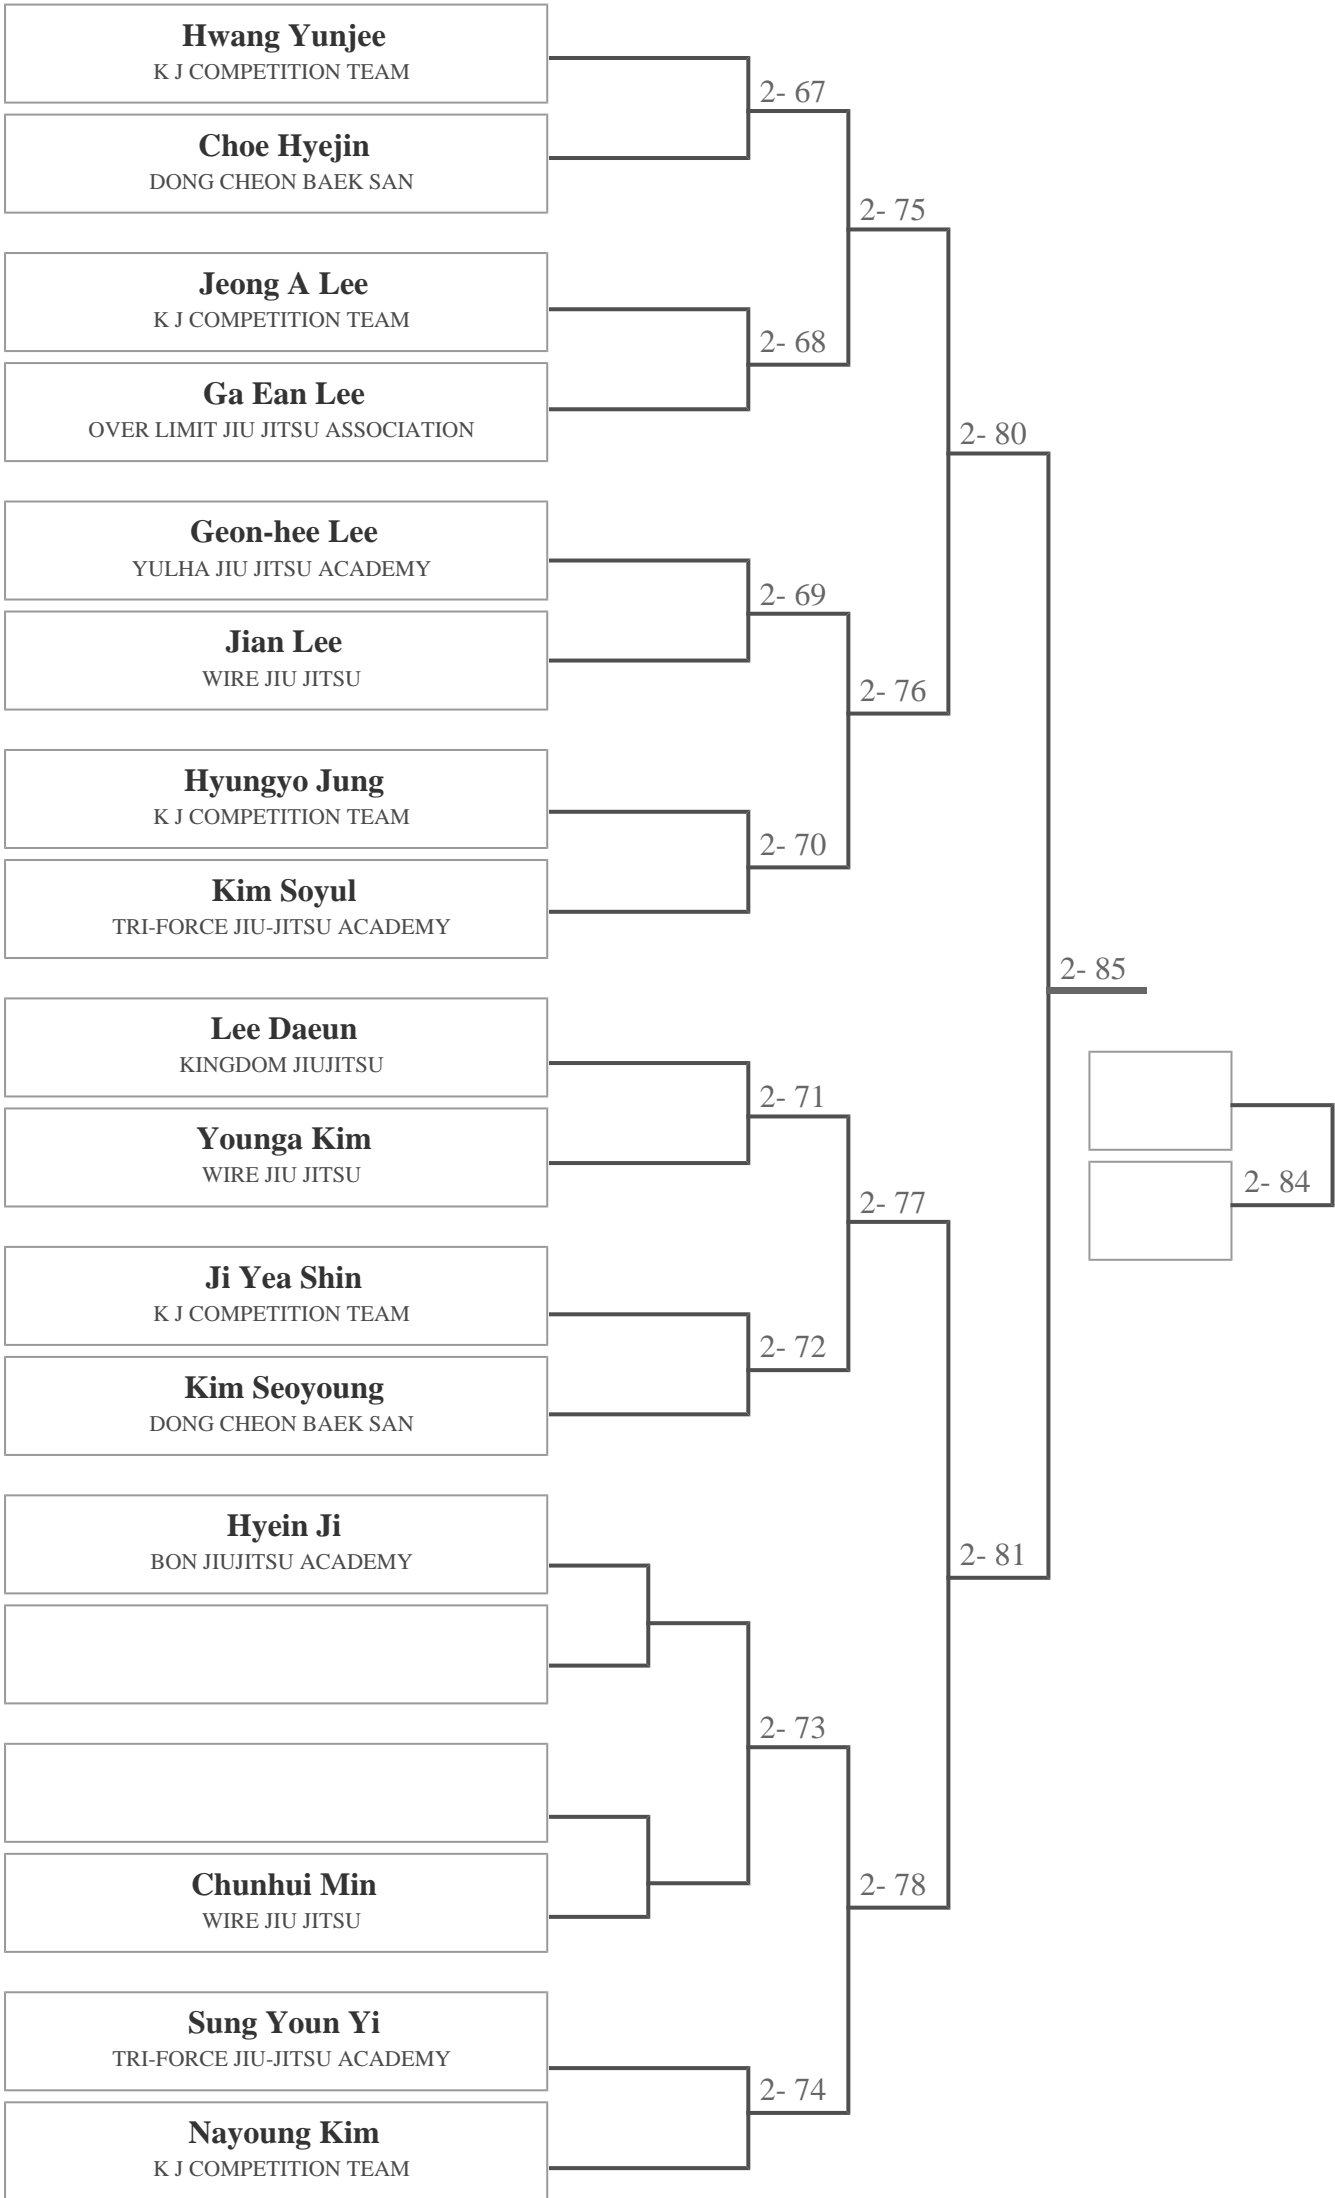 Hwang Yunjee
K J COMPETITION TEAM
2- 67
Choe Hyejin
DONG CHEON BAEK SAN
2- 75
Jeong A Lee
K J COMPETITION TEAM
2- 68
Ga Ean Lee
OVER LIMIT JIU JITSU ASSOCIATION
2- 80
Geon-hee Lee
YULHA JIU JITSU ACADEMY
2- 69
Jian Lee
WIRE JIU JITSU
2- 76
Hyungyo Jung
K J COMPETITION TEAM
2- 70
Kim Soyul
TRI-FORCE JIU-JITSU ACADEMY
2- 85
Lee Daeun
KINGDOM JIUJITSU
2- 71
Younga Kim
WIRE JIU JITSU
2- 84
2- 77
Ji Yea Shin
K J COMPETITION TEAM
2- 72
Kim Seoyoung
DONG CHEON BAEK SAN
Hyein Ji
BON JIUJITSU ACADEMY
2- 81
2- 73
Chunhui Min
WIRE JIU JITSU
2- 78
Sung Youn Yi
TRI-FORCE JIU-JITSU ACADEMY
2- 74
Nayoung Kim
K J COMPETITION TEAM